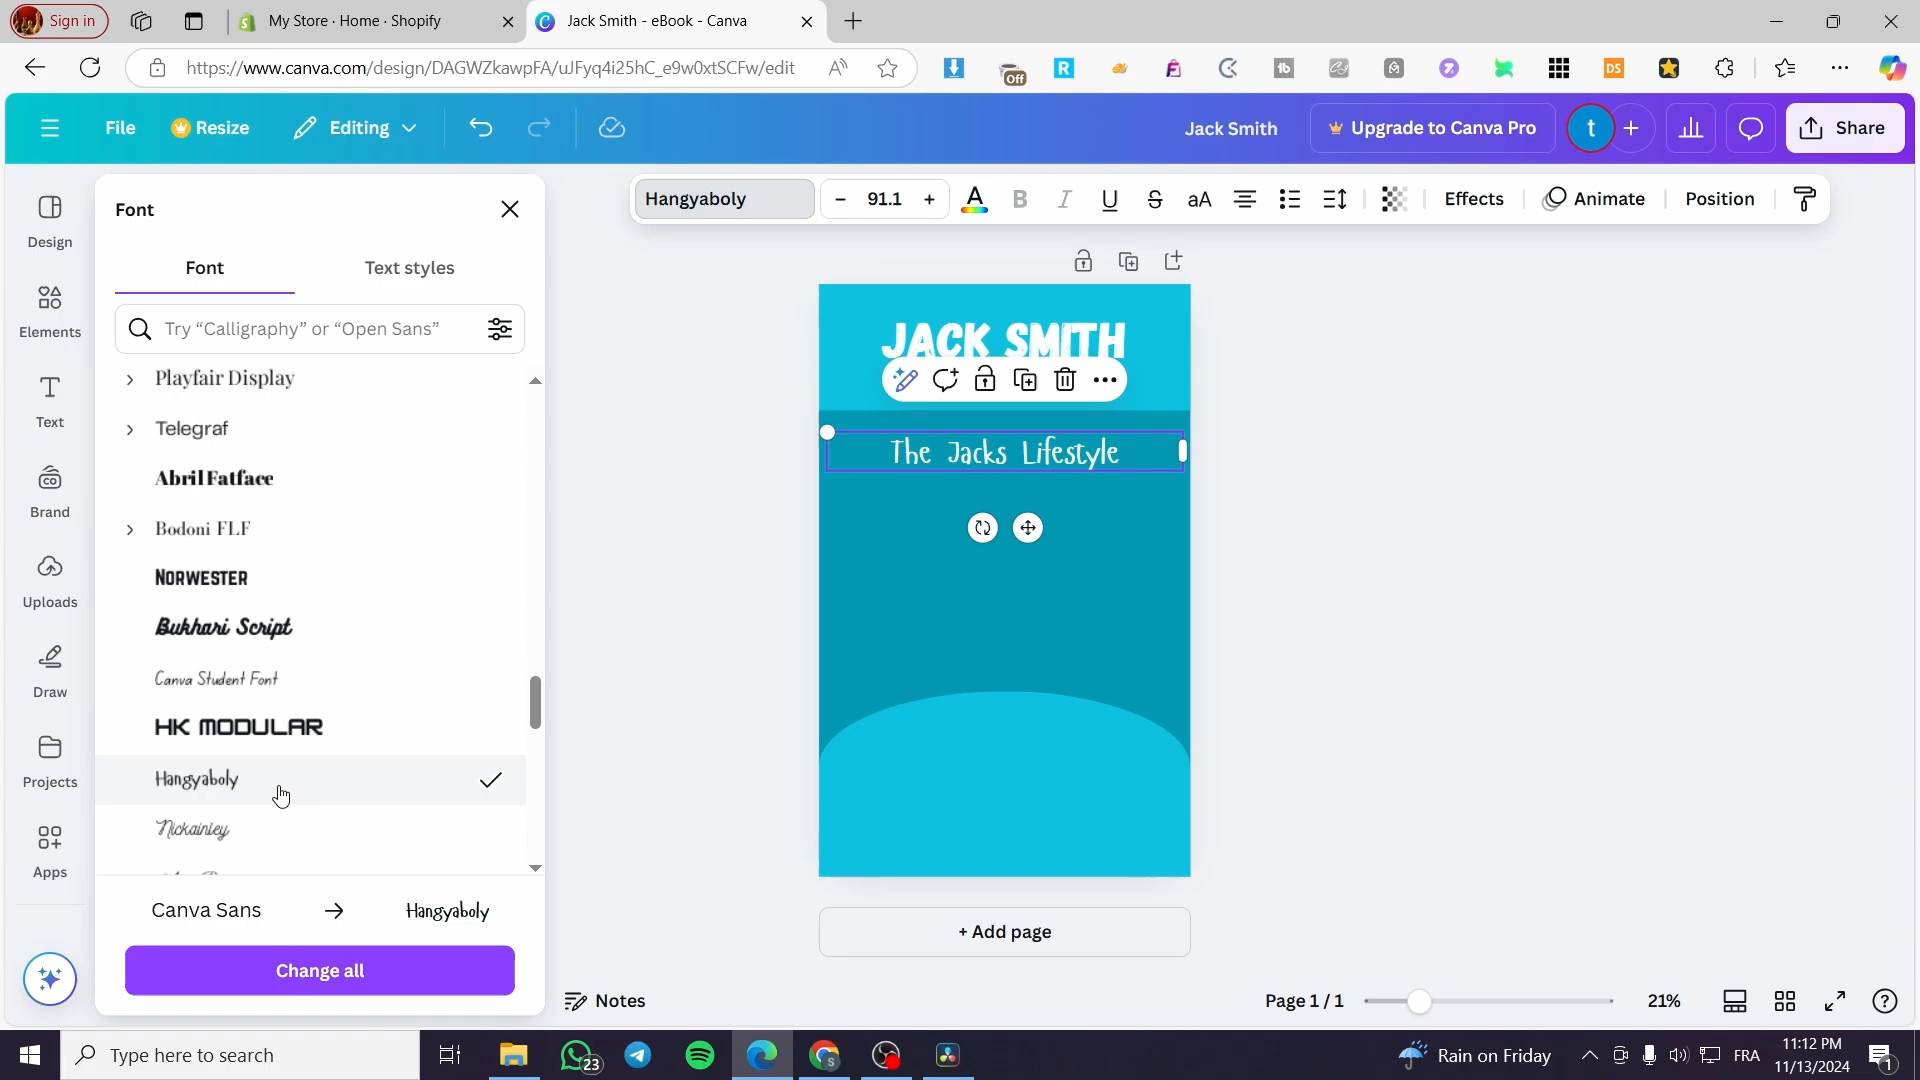 Sign in
My Store · Home · Shopify
Jack Smith - eBook - Canva
https://www.canva.com/design/DAGWZkawpFA/uJFyq4i25hC_e9w0xtSCFw/edit
Off
File
Resize
Editing
Jack Smith
Upgrade to Canva Pro
t
Share
Design
Elements
Text
Brand
Uploads
Draw
Projects
Apps
Font
Font
Text styles
Try “Calligraphy” or “Open Sans”
Playfair Display
Telegraf
Abril Fatface
Bodoni FLF
NORWESTER
Bukhari Script
Canva Student Font
HK MODULAR
Hangyaboly
Nickainley
Canva Sans
Hangyaboly
Change all
Hangyaboly
91.1
aA
Effects
Animate
Position
JACK SMITH
The Jacks Lifestyle
+ Add page
Notes
Page 1 / 1
21%
Type here to search
23
Rain on Friday
FRA
11:12 PM
11/13/2024
1